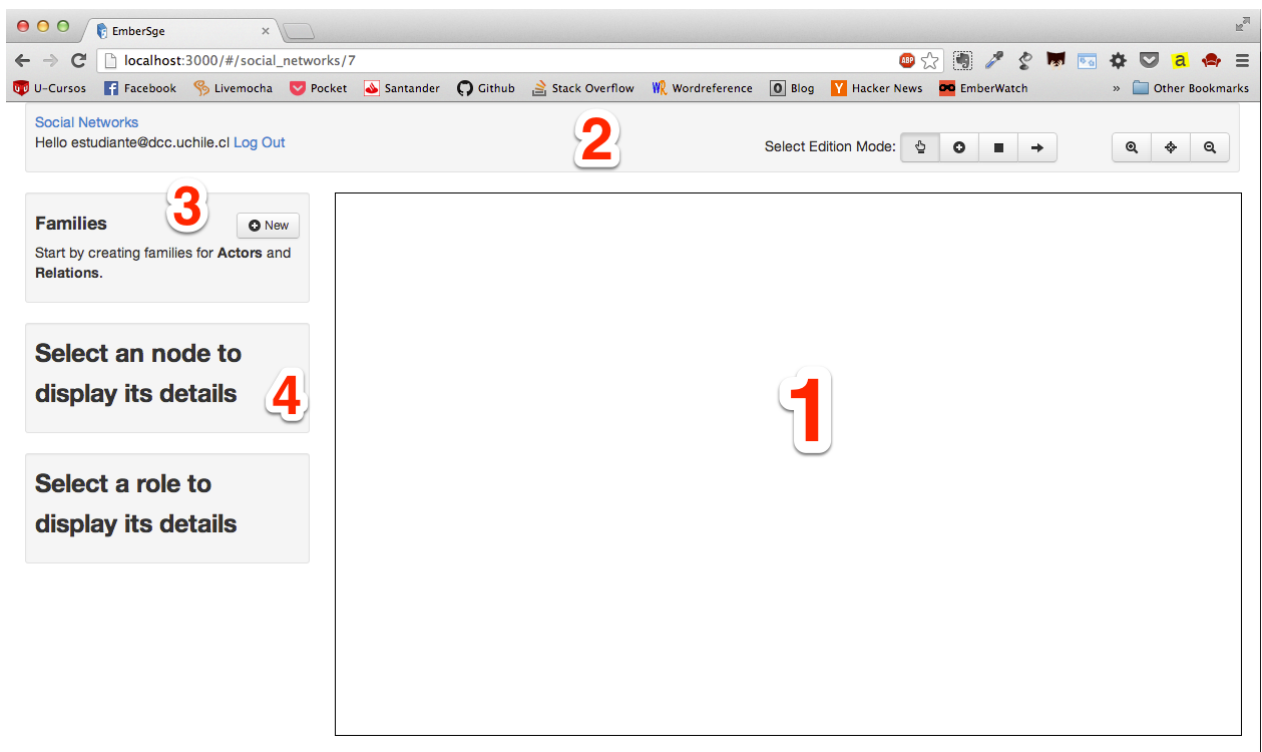 EmberSge
localhost:3000/#/social_networks/7
ABP
a
U-Cursos Facebook Livemocha Pocket Santander Github Stack Overflow WR Wordreference O Blog Y Hacker News EmberWatch » Other Bookmarks
Social Networks
Hello estudiante@dcc.uchile.cl Log Out
2
Select Edition Mode:
3
Families
New
Start by creating families for Actors and
Relations.
Select an node to
display its details
4
1
Select a role to
display its details